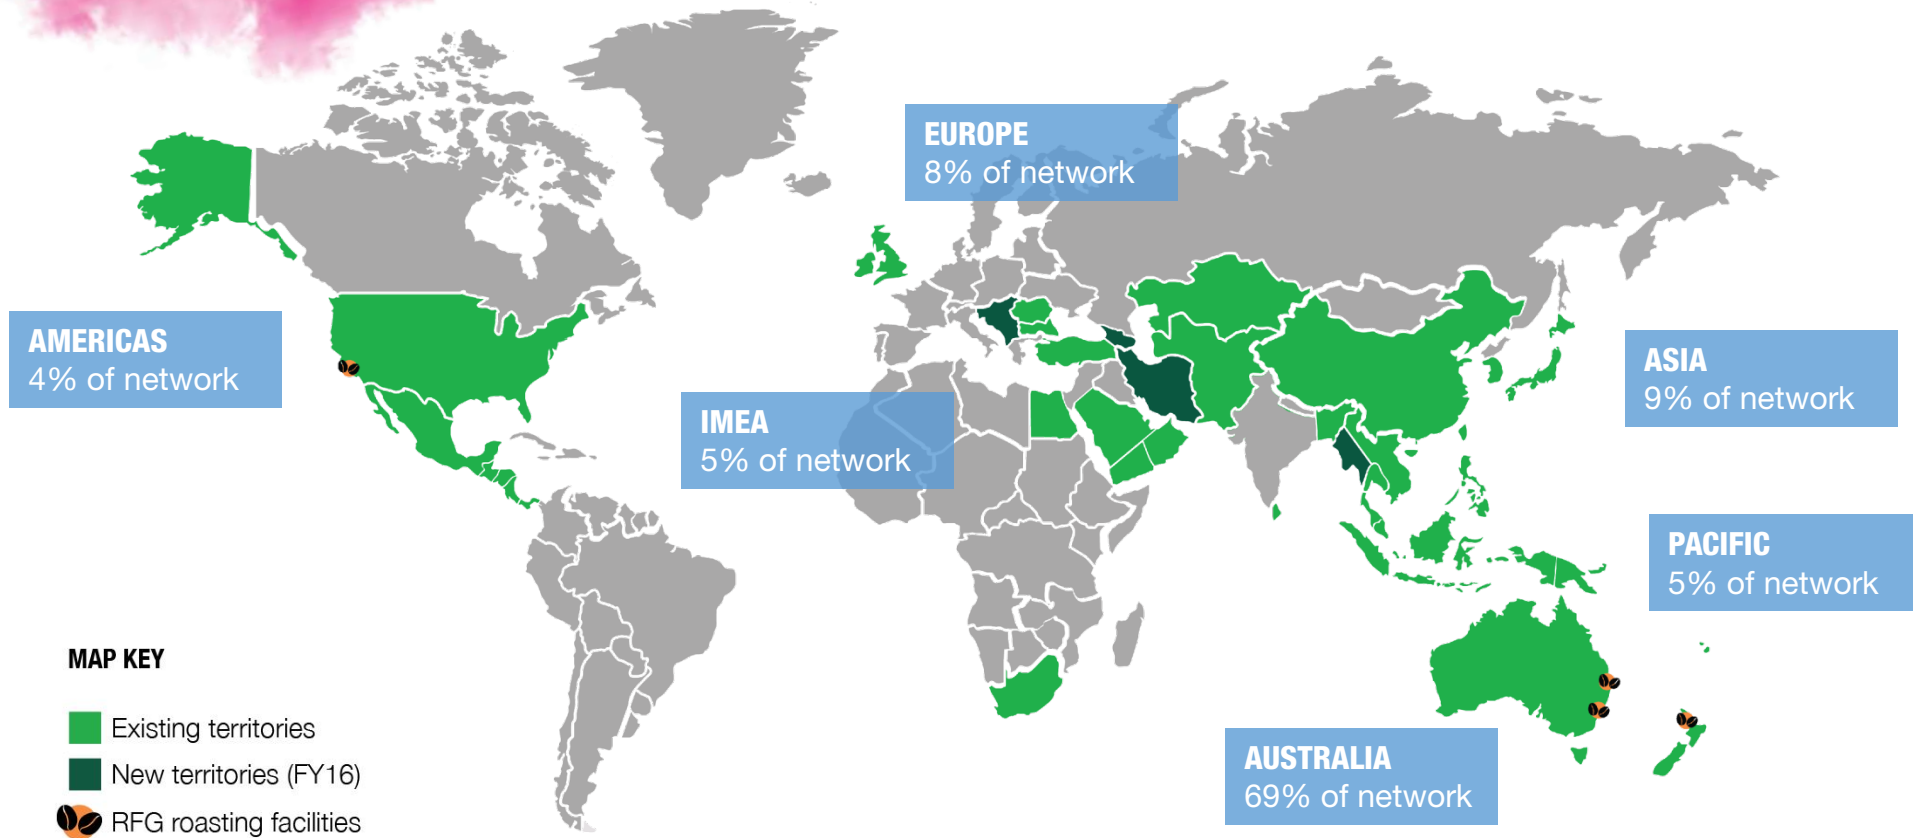 EUROPE
8% of network
AMERICAS
4% of network
ASIA
9% of network
IMEA
5% of network
PACIFIC
5% of network
AUSTRALIA
69% of network
MAP KEY
Existing territories
New territories (FY16)
RFG roasting facilities